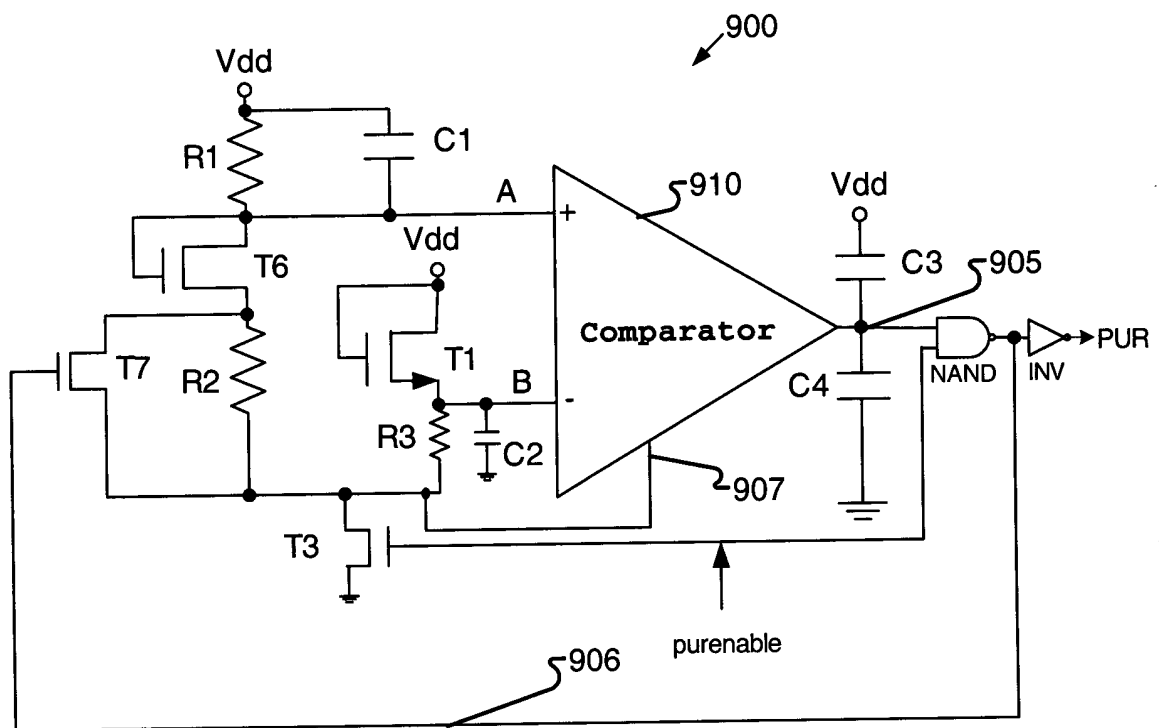 900
Vdd
R1
C1
A
+
910
Vdd
Vdd
T6
C3
905
Comparator
T7
R2
T1
B
-
PUR
NAND
INV
R3
C2
C4
907
T3
purenable
906